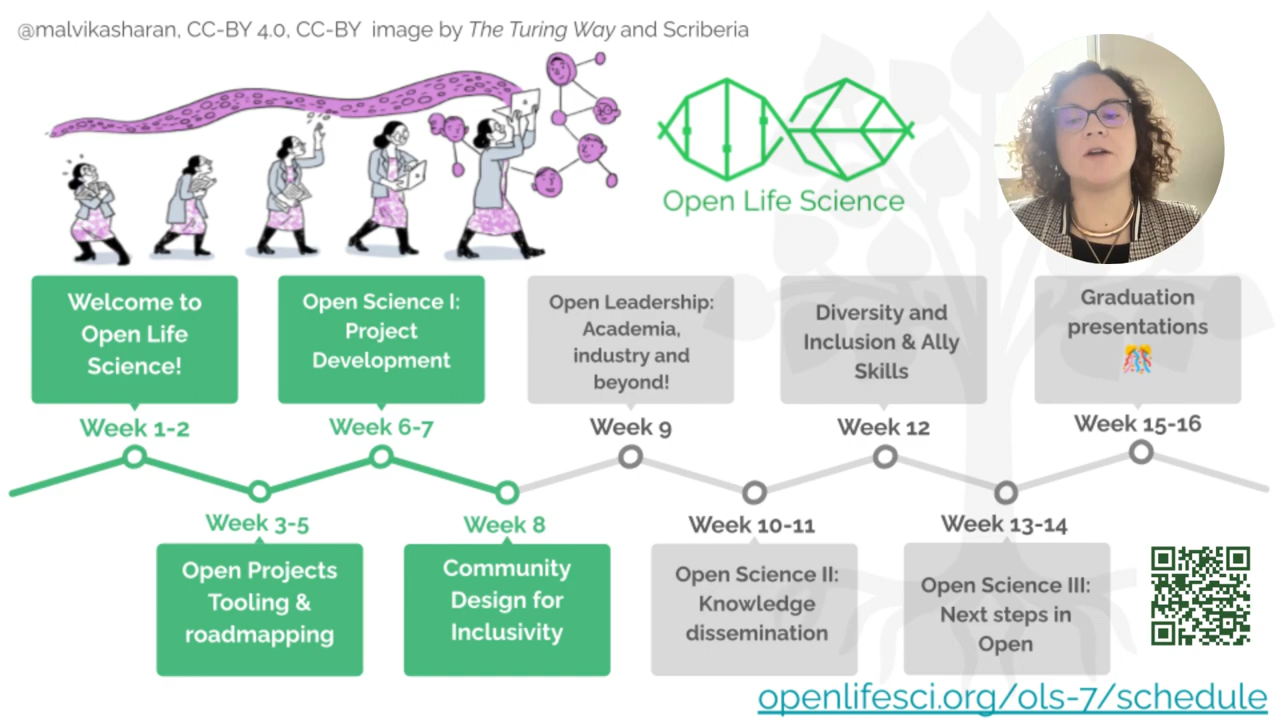 @malvikasharan, CC-BY 4.0, CC-BY image by The Turing Way and Scriberia
Open Life Science
Welcome to
Open Life
Science!
Week 1-2
Open Science I:
Project
Development
Week 6-7
Open Leadership:
Academia,
industry and
beyond!
Week 9
Diversity and
Inclusion & Ally
Skills
Week 12
Graduation
presentations
Week 15-16
Week 3-5
Open Projects
Tooling &
roadmapping
Week 8
Community
Design for
Inclusivity
Week 10-11
Open Science II:
Knowledge
dissemination
Week 13-14
Open Science III:
Next steps in
Open
openlifesci.org/ols-7/schedule